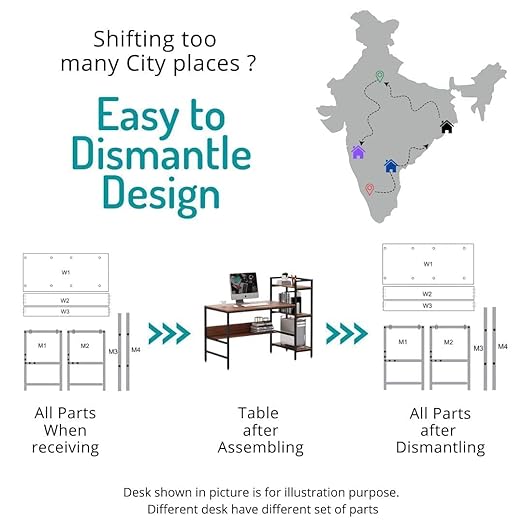 Shifting too
many City places ?
Easy to
Dismantle
Design
W1
W2
W3
M1
M2
M3
M4
All Parts
When
receiving
Table
after
Assembling
W1
W2
W3
M1
M2
M3
M4
All Parts
after
Dismantling
Desk shown in picture is for illustration purpose.
Different desk have different set of parts